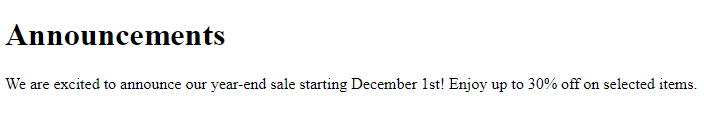 Announcements
We are excited to announce our year-end sale starting December 1st! Enjoy up to 30% off on selected items.